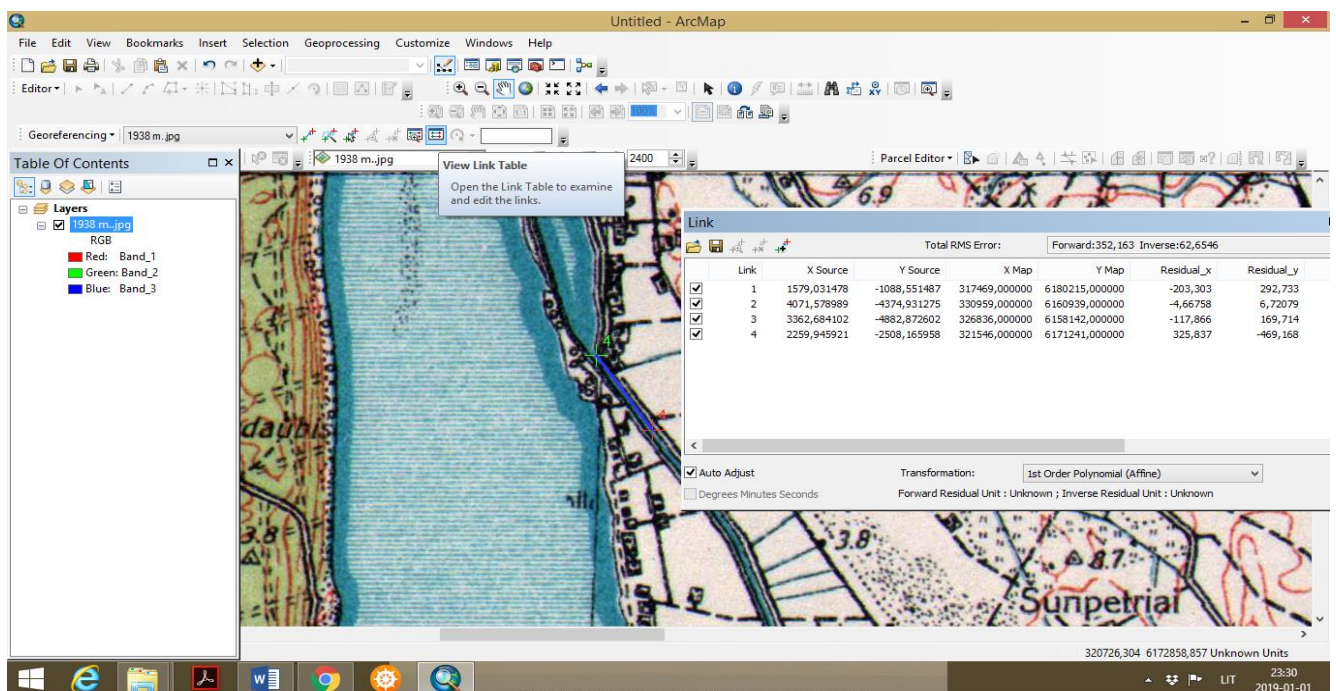 Untitled - ArcMap
File Edit View Bookmarks Insert Selection Geoprocessing Customize Windows Help
Editor
100%
Georeferencing 1938 m.jpg
Table Of Contents
1938 m..jpg
2400
Parcel Editor
View Link Table
Open the Link Table to examine
and edit the links.
Layers
1938 m..jpg
RGB
Red: Band_1
Green: Band_2
Blue: Band_3
6.9
Link
Total RMS Error: Forward:352,163 Inverse:62,6546
Link X Source Y Source X Map Y Map Residual_x Residual_y
1 1579,031478 -1088,551487 317469,000000 6180215,000000 -203,303 292,733
2 4071,578989 -4374,931275 330959,000000 6160939,000000 -4,66758 6,72079
3 3362,684102 -4882,872602 326836,000000 6158142,000000 -117,866 169,714
4 2259,945921 -2508,165958 321546,000000 6171241,000000 325,837 -469,168
4
4
daubis
Auto Adjust Transformation: 1st Order Polynomial (Affine)
Degrees Minutes Seconds Forward Residual Unit : Unknown ; Inverse Residual Unit : Unknown
3.8
3.8
8.7
Sunpetrial
320726,304 6172858,857 Unknown Units
LIT
23:30
2019-01-01